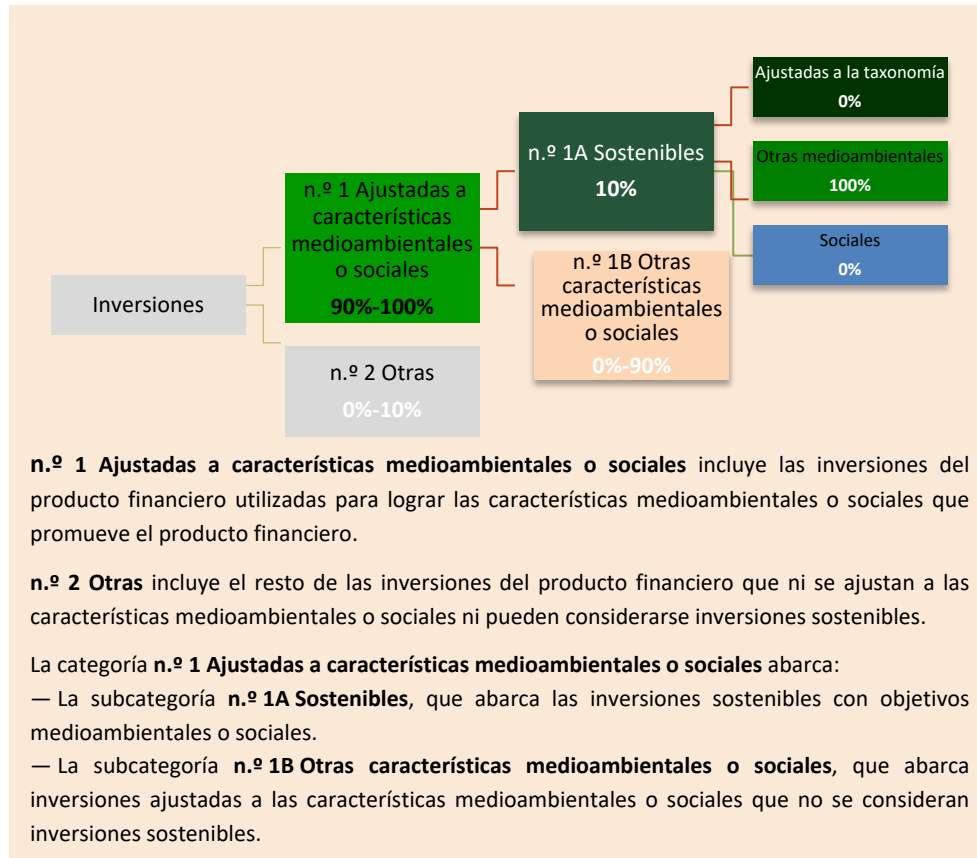 Inversiones
n.º 1 Ajustadas a
características
medioambientales
o sociales
90%-100%
n.º 2 Otras
0%-10%
n.º 1A Sostenibles
10%
n.º 1B Otras
características
medioambientales
o sociales
0%-90%
Ajustadas a la taxonomía
0%
Otras medioambientales
100%
Sociales
0%
n.º 1 Ajustadas a características medioambientales o sociales incluye las inversiones del
producto financiero utilizadas para lograr las características medioambientales o sociales que
promueve el producto financiero.
n.º 2 Otras incluye el resto de las inversiones del producto financiero que ni se ajustan a las
características medioambientales o sociales ni pueden considerarse inversiones sostenibles.
La categoría n.º 1 Ajustadas a características medioambientales o sociales abarca:
— La subcategoría n.º 1A Sostenibles, que abarca las inversiones sostenibles con objetivos
medioambientales o sociales.
— La subcategoría n.º 1B Otras características medioambientales o sociales, que abarca
inversiones ajustadas a las características medioambientales o sociales que no se consideran
inversiones sostenibles.